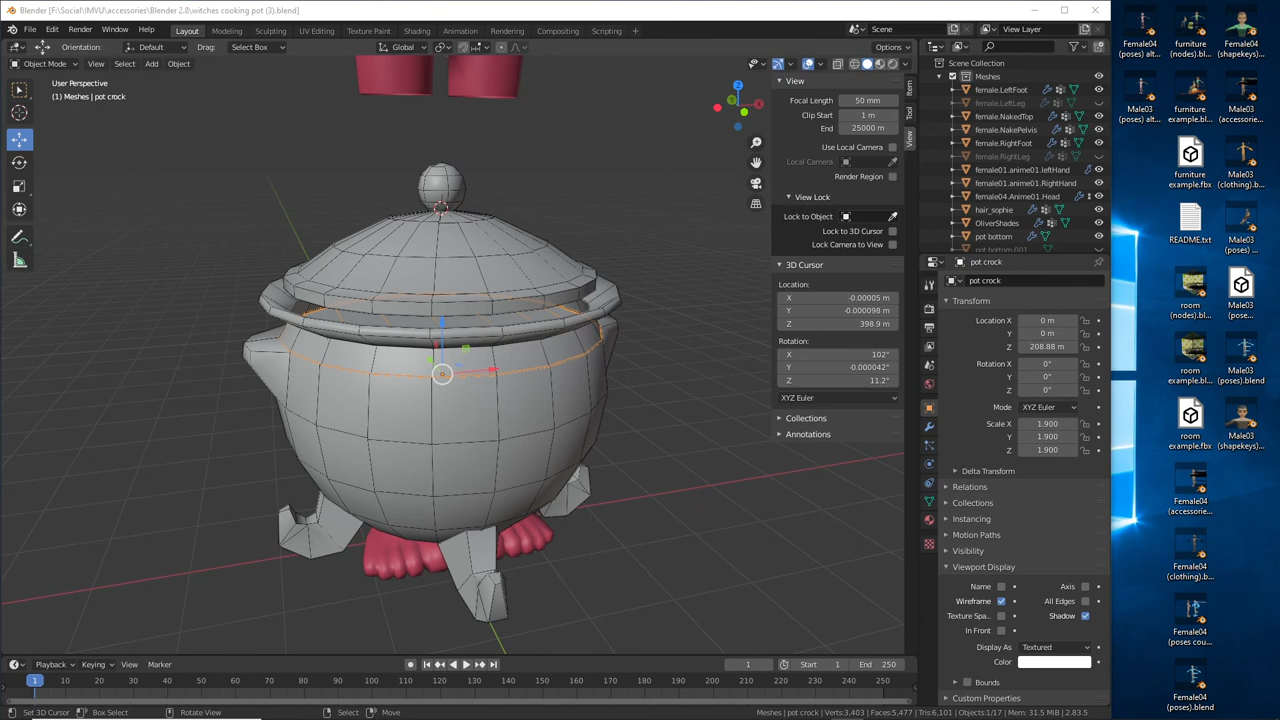 Blender [F:\Social\IMVU\accessories\Blender 2.8\witches cooking pot (3).blend]
File Edit Render Window Help Layout Modeling Sculpting UV Editing Texture Paint Shading Animation Rendering Compositing Scripting + Scene View Layer
Orientation: Default Drag: Select Box Global Options
Object Mode View Select Add Object
User Perspective
(1) Meshes | pot crock
View
Focal Length 50 mm
Clip Start 1 m
End 25000 m
Use Local Camera
Local Camera
Render Region
View Lock
Lock to Object
Lock to 3D Cursor
Lock Camera to View
3D Cursor
Location:
X -0.00005 m
Y -0.000098 m
Z 398.9 m
Rotation:
X 102°
Y -0.000042°
Z 11.2°
XYZ Euler
Collections
Annotations
Item
Tool
View
Scene Collection
Meshes
female.LeftFoot
female.LeftLeg
female.NakedTop
female.NakePelvis
female.RightFoot
female.RightLeg
female01.anime01.leftHand
female01.anime01.RightHand
female04.Anime01.Head
hair_sophie
OliverShades
pot bottom
pot bottom.001
pot crock
pot crock
Transform
Location X 0 m
Y 0 m
Z 208.88 m
Rotation X 0°
Y 0°
Z 0°
Mode XYZ Euler
Scale X 1.900
Y 1.900
Z 1.900
Delta Transform
Relations
Collections
Instancing
Motion Paths
Visibility
Viewport Display
Name Axis
Wireframe All Edges
Texture Spa... Shadow
In Front
Display As Textured
Color
Bounds
Custom Properties
Playback Keying View Marker 1 Start 1 End 250
1 10 20 30 40 50 60 70 80 90 100 110 120 130 140 150 160 170 180 190 200 210 220 230 240 250
Set 3D Cursor Box Select Rotate View Select Move Meshes | pot crock | Verts:3,403 | Faces:5,477 | Tris:6,101 | Objects:1/17 | Mem: 31.5 MiB | 2.83.5
Female04
(poses)
furniture
(nodes).bl...
Female04
(shapekeys)
Male03
(poses) alt...
furniture
example.bl...
Male03
(accessorie...
furniture
example.fbx
Male03
(clothing).b...
README.txt
Male03
(poses) ...
room
(nodes).bl...
Male03
(pose...
room
example.bl...
Male03
(poses).blend
room
example.fbx
Male03
(shapekeys)
Female04
(accessorie...
Female04
(clothing).b...
Female04
(poses cou...
Female04
(poses).blend